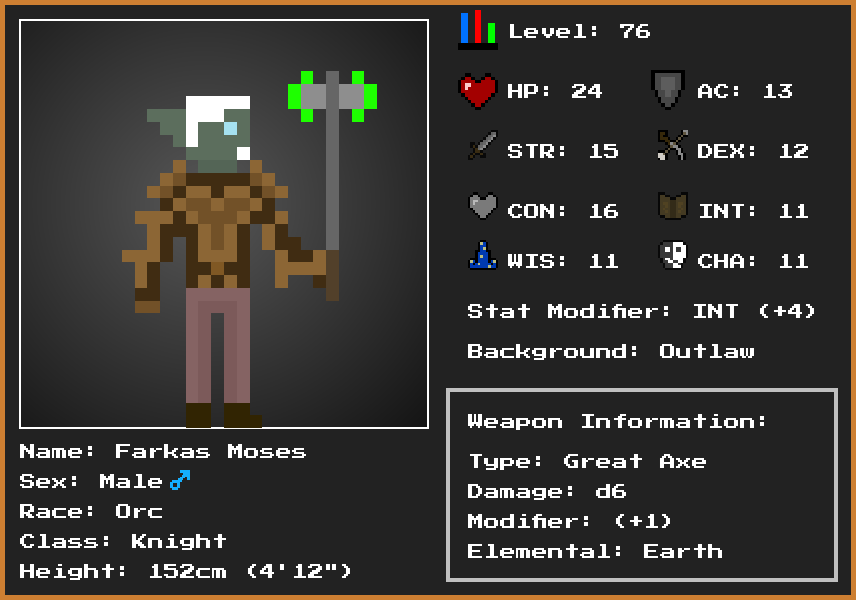 Level: 76
HP: 24 AC: 13
STR: 15 DEX: 12
CON: 16 INT: 11
WIS: 11 CHA: 11
Stat Modifier: INT (+4)
Background: Outlaw
Weapon Information:
Type: Great Axe
Damage: d6
Modifier: (+1)
Elemental: Earth
Name: Farkas Moses
Sex: Male ♂
Race: Orc
Class: Knight
Height: 152cm (4'12")